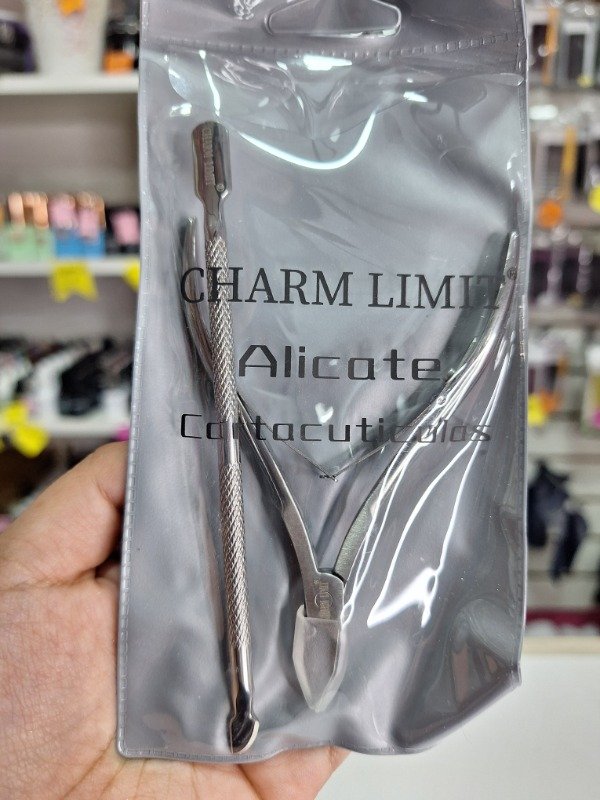 CHARM LIMIT®
Alicate,
Cortacuticulas